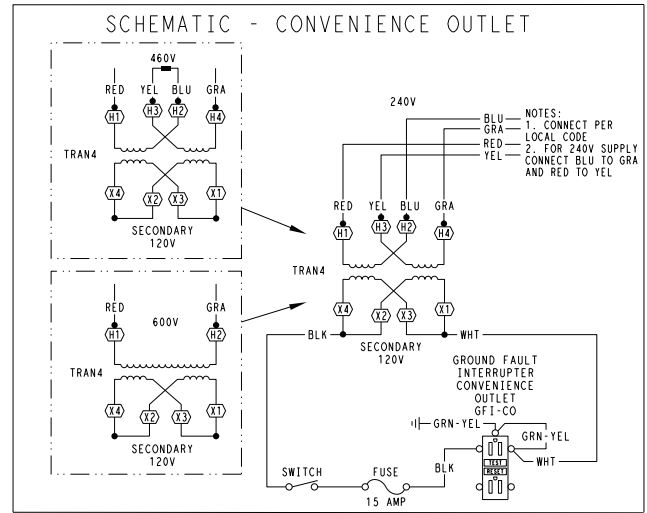 SCHEMATIC - CONVENIENCE OUTLET
460V
RED YEL BLU GRA
H1 H3 H2 H4
TRAN4
X4 X2 X3 X1
SECONDARY
120V
RED GRA
600V
H1 H2
TRAN4
X4 X2 X3 X1
SECONDARY
120V
240V
BLU
GRA
RED
YEL
NOTES:
1. CONNECT PER
LOCAL CODE
2. FOR 240V SUPPLY
CONNECT BLU TO GRA
AND RED TO YEL
RED YEL BLU GRA
H1 H3 H2 H4
TRAN4
X4 X2 X3 X1
BLK
WHT
SECONDARY
120V
GROUND FAULT
INTERRUPTER
CONVENIENCE
OUTLET
GFI-CO
GRN-YEL
GRN-YEL
WHT
BLK
TEST
RESET
SWITCH
FUSE
15 AMP